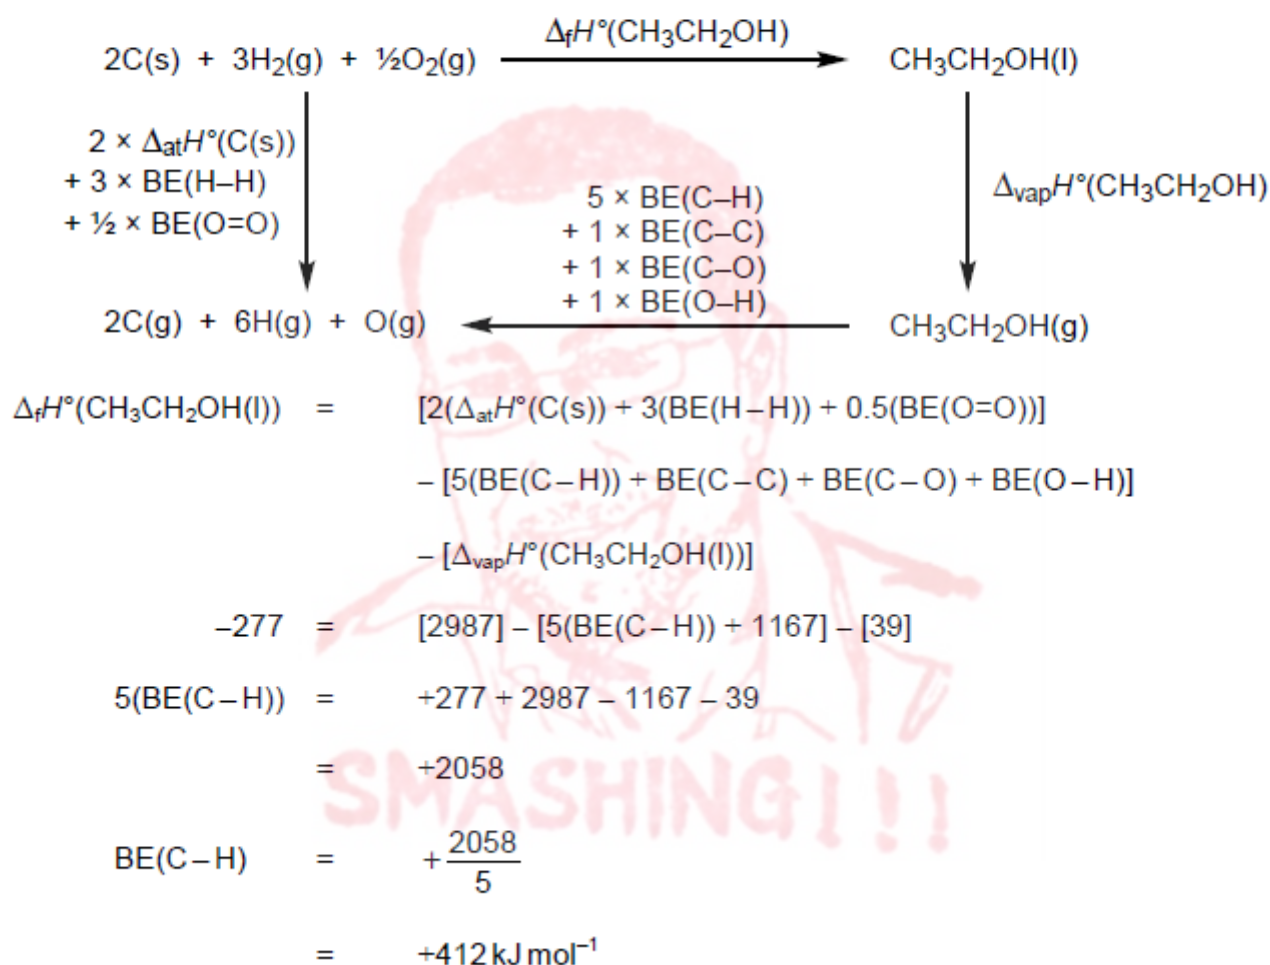 2C(s) + 3H₂(g) + ½O₂(g)
ΔfH°(CH3CH2OH)
CH₃CH₂OH(l)
2 × ΔatH°(C(s))
+ 3 × BE(H–H)
+ ½ × BE(O=O)
5 × BE(C–H)
+ 1 × BE(C–C)
+ 1 × BE(C–O)
+ 1 × BE(O–H)
ΔvapH°(CH3CH2OH)
2C(g) + 6H(g) + O(g)
CH₃CH₂OH(g)
ΔfH°(CH₃CH₂OH(l)) = [2(ΔatH°(C(s)) + 3(BE(H–H)) + 0.5(BE(O=O))]
– [5(BE(C–H)) + BE(C–C) + BE(C–O) + BE(O–H)]
– [ΔvapH°(CH₃CH₂OH(l))]
–277 = [2987] – [5(BE(C–H)) + 1167] – [39]
5(BE(C–H)) = +277 + 2987 – 1167 – 39
= +2058
BE(C–H) = +2058/5
= +412 kJ mol⁻¹
SMASHING!!!